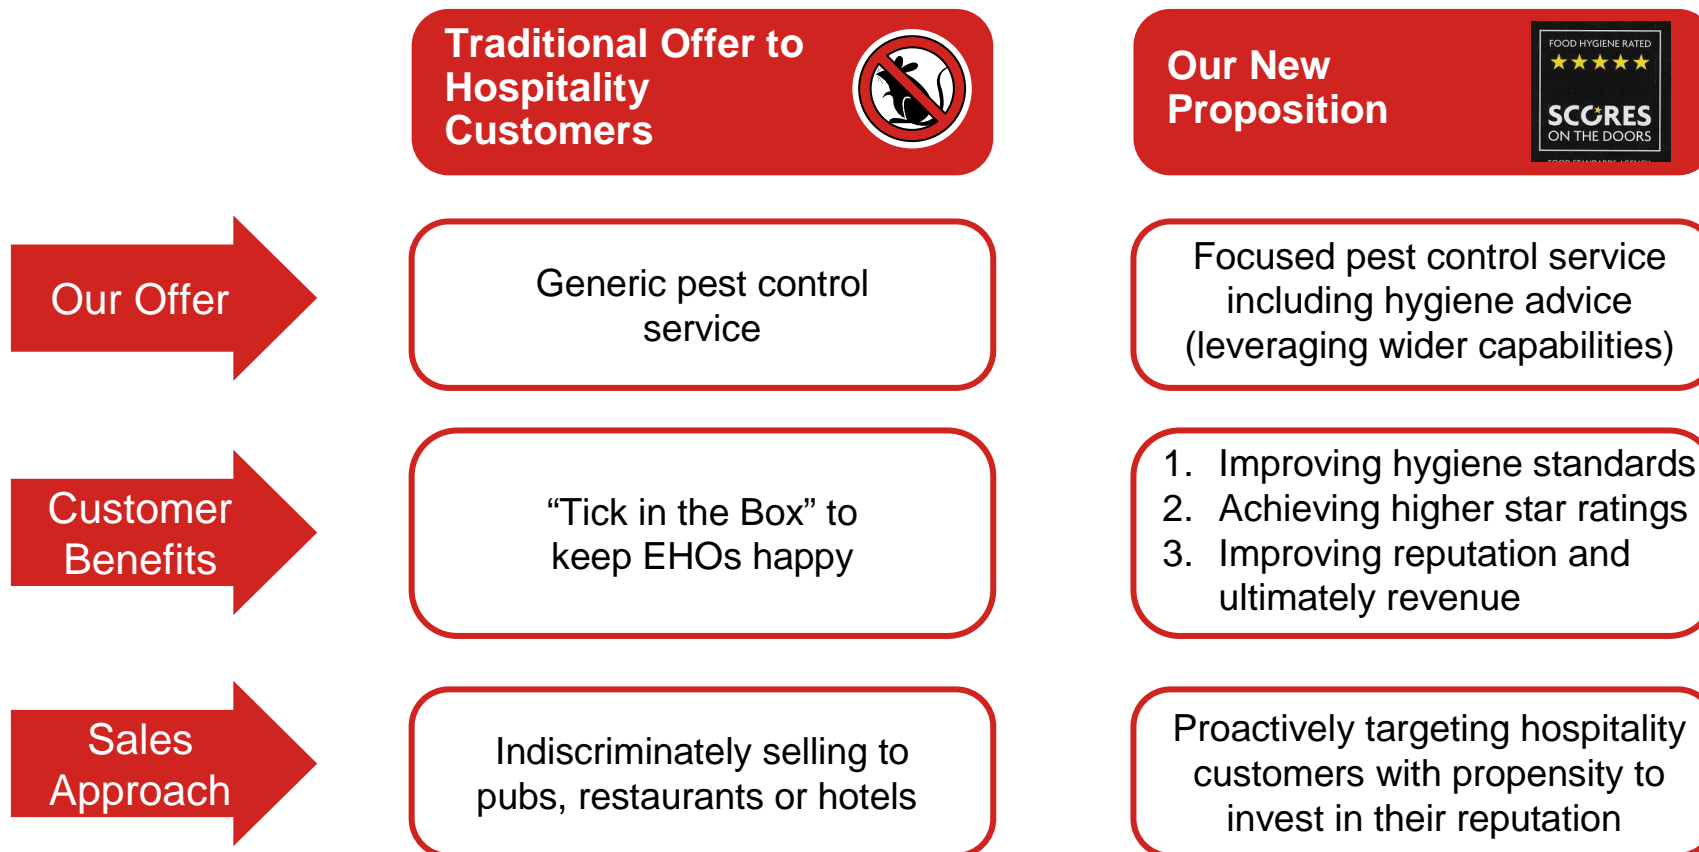 Traditional Offer to
Hospitality
Customers
Our New
Proposition
FOOD HYGIENE RATED
SCORES
ON THE DOORS
FOOD STANDARDS AGENCY
Our Offer
Generic pest control
service
Focused pest control service
including hygiene advice
(leveraging wider capabilities)
Customer
Benefits
“Tick in the Box” to
keep EHOs happy
1. Improving hygiene standards
2. Achieving higher star ratings
3. Improving reputation and
ultimately revenue
Sales
Approach
Indiscriminately selling to
pubs, restaurants or hotels
Proactively targeting hospitality
customers with propensity to
invest in their reputation